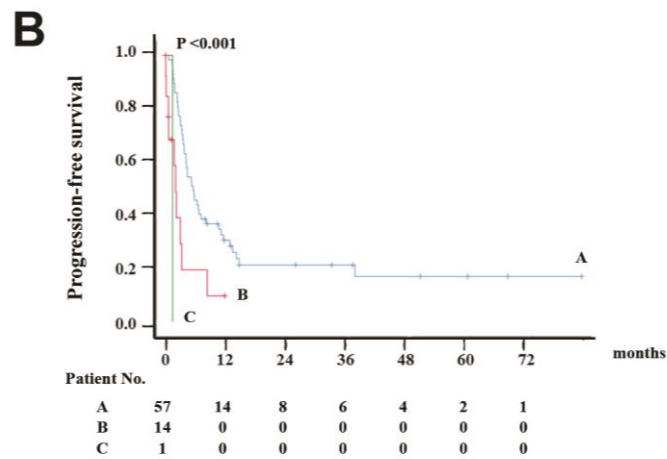 B
P <0.001
Progression-free survival
1.0
0.8
0.6
0.4
0.2
0.0
A
B
C
0 12 24 36 48 60 72 months
Patient No.
A 57 14 8 6 4 2 1
B 14 0 0 0 0 0 0
C 1 0 0 0 0 0 0